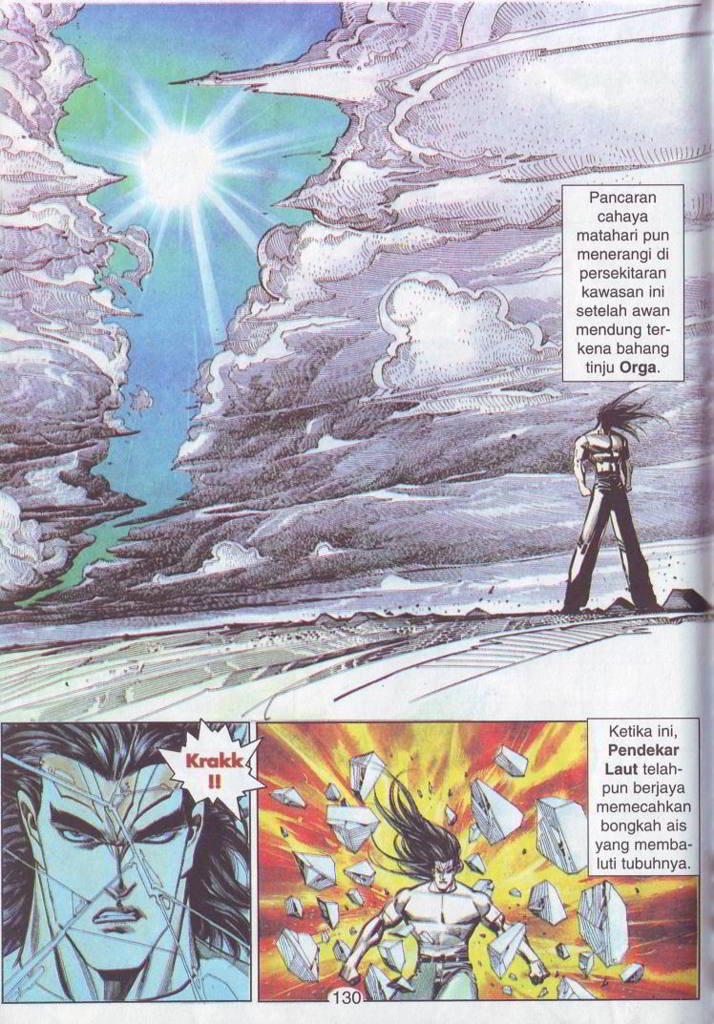 Pancaran
cahaya
matahari pun
menerangi di
persekitaran
kawasan ini
setelah awan
mendung ter-
kena bahang
tinju Orga.
Krakk
!!
Ketika ini,
Pendekar
Laut telah-
pun berjaya
memecahkan
bongkah ais
yang memba-
luti tubuhnya.
130